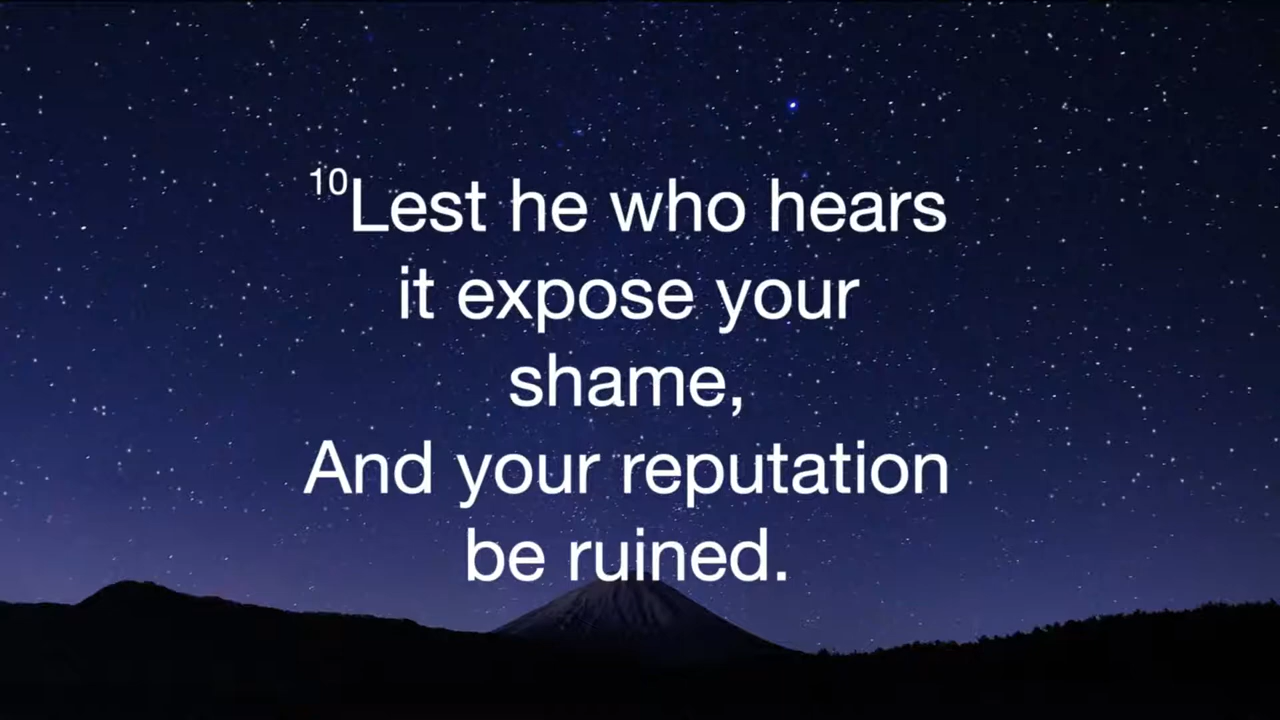 10Lest he who hears
it expose your
shame,
And your reputation
be ruined.